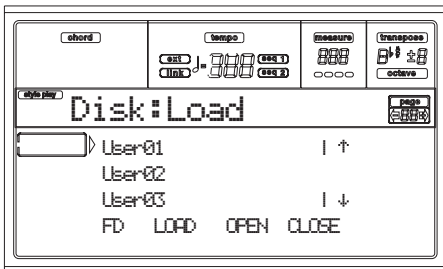 chord tempo measure transpose
ext seq 1
link seq 2
octave
style play Disk:Load page
User01 | ↑
User02
User03 | ↓
FD LOAD OPEN CLOSE